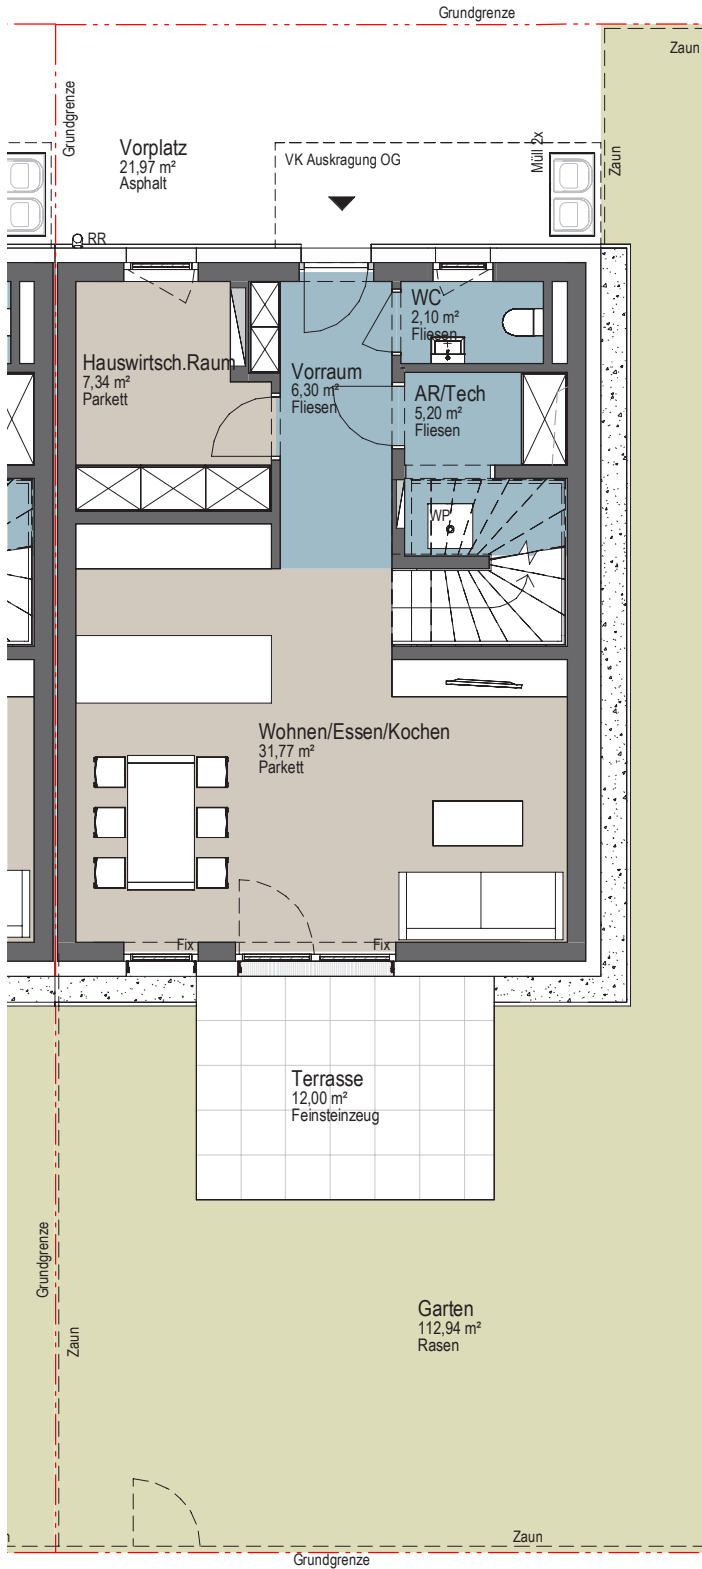 Grundgrenze
Zaun
Grundgrenze
Vorplatz
21,97 m²
Asphalt
VK Auskragung OG
Müll 2x
Zaun
RR
WC
2,10 m²
Fliesen
Hauswirtsch.Raum
7,34 m²
Parkett
Vorraum
6,30 m²
Fliesen
AR/Tech
5,20 m²
Fliesen
WP
Wohnen/Essen/Kochen
31,77 m²
Parkett
Fix
Fix
Terrasse
12,00 m²
Feinsteinzeug
Grundgrenze
Zaun
Garten
112,94 m²
Rasen
Zaun
Grundgrenze